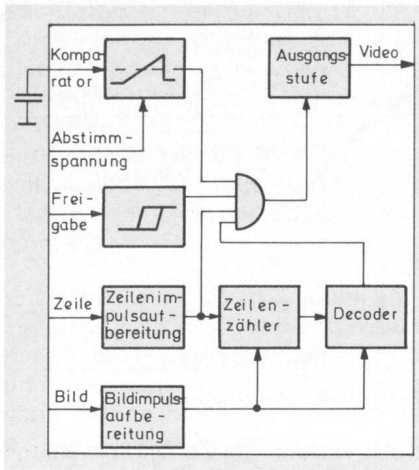 Kompa-
rator
Abstimm-
spannung
Frei-
gabe
Ausgangs-
stufe
Video
Zeile
Zeilenim-
pulsauf-
bereitung
Zeilen-
zähler
Decoder
Bild
Bildimpuls-
aufbe-
reitung